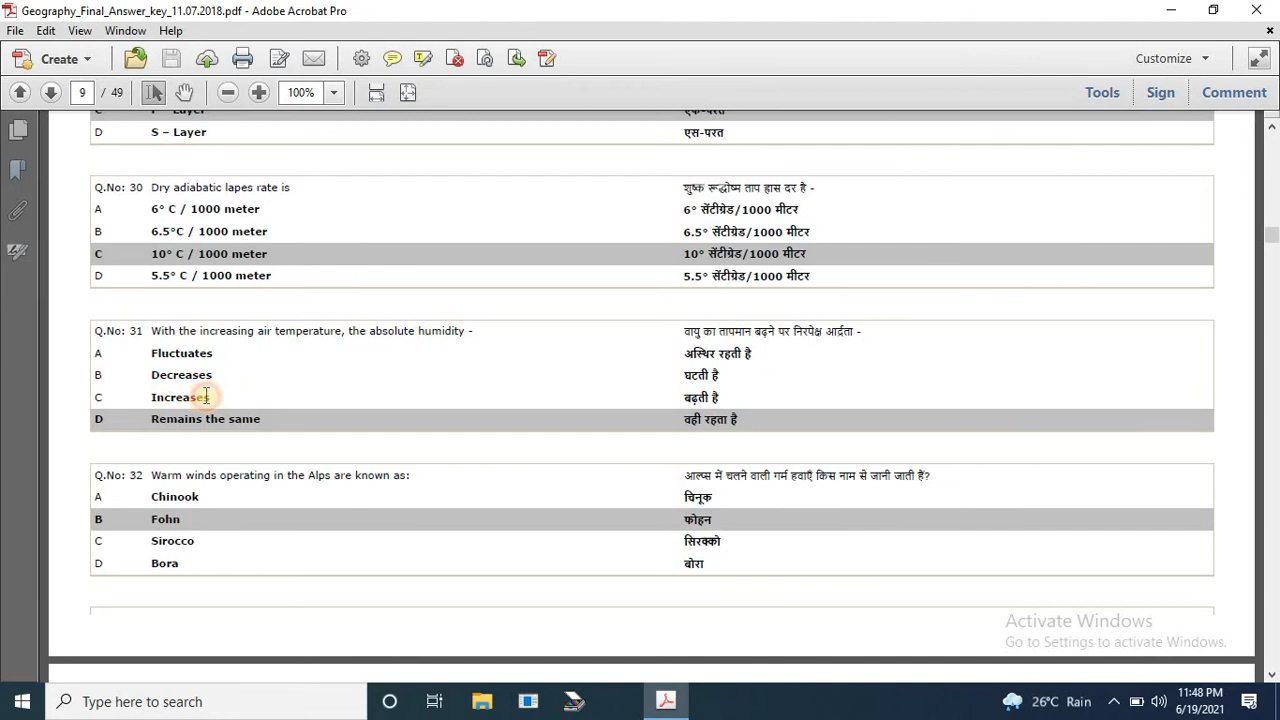 Geography_Final_Answer_key_11.07.2018.pdf - Adobe Acrobat Pro
File Edit View Window Help
Create Customize
9 / 49 100% Tools Sign Comment
D S – Layer एस-परत
Q.No: 30 Dry adiabatic lapes rate is शुष्क रूद्धोष्म ताप ह्रास दर है -
A 6° C / 1000 meter 6° सेंटीग्रेड/1000 मीटर
B 6.5°C / 1000 meter 6.5° सेंटीग्रेड/1000 मीटर
C 10° C / 1000 meter 10° सेंटीग्रेड/1000 मीटर
D 5.5° C / 1000 meter 5.5° सेंटीग्रेड/1000 मीटर
Q.No: 31 With the increasing air temperature, the absolute humidity - वायु का तापमान बढ़ने पर निरपेक्ष आर्द्रता -
A Fluctuates अस्थिर रहती है
B Decreases घटती है
C Increases बढ़ती है
D Remains the same वही रहता है
Q.No: 32 Warm winds operating in the Alps are known as: आल्प्स में चलने वाली गर्म हवाएँ किस नाम से जानी जाती हैं?
A Chinook चिनूक
B Fohn फोहन
C Sirocco सिरक्को
D Bora बोरा
Activate Windows
Go to Settings to activate Windows.
Type here to search 26°C Rain 11:48 PM
6/19/2021